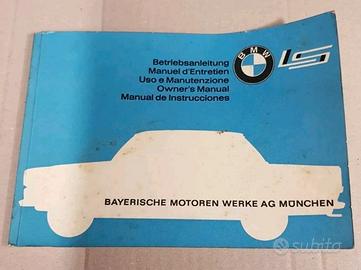 Betriebsanleitung
Manuel d'Entretien
Uso e Manutenzione
Owner's Manual
Manual de Instrucciones
BMW
LS
BAYERISCHE MOTOREN WERKE AG MÜNCHEN
subito